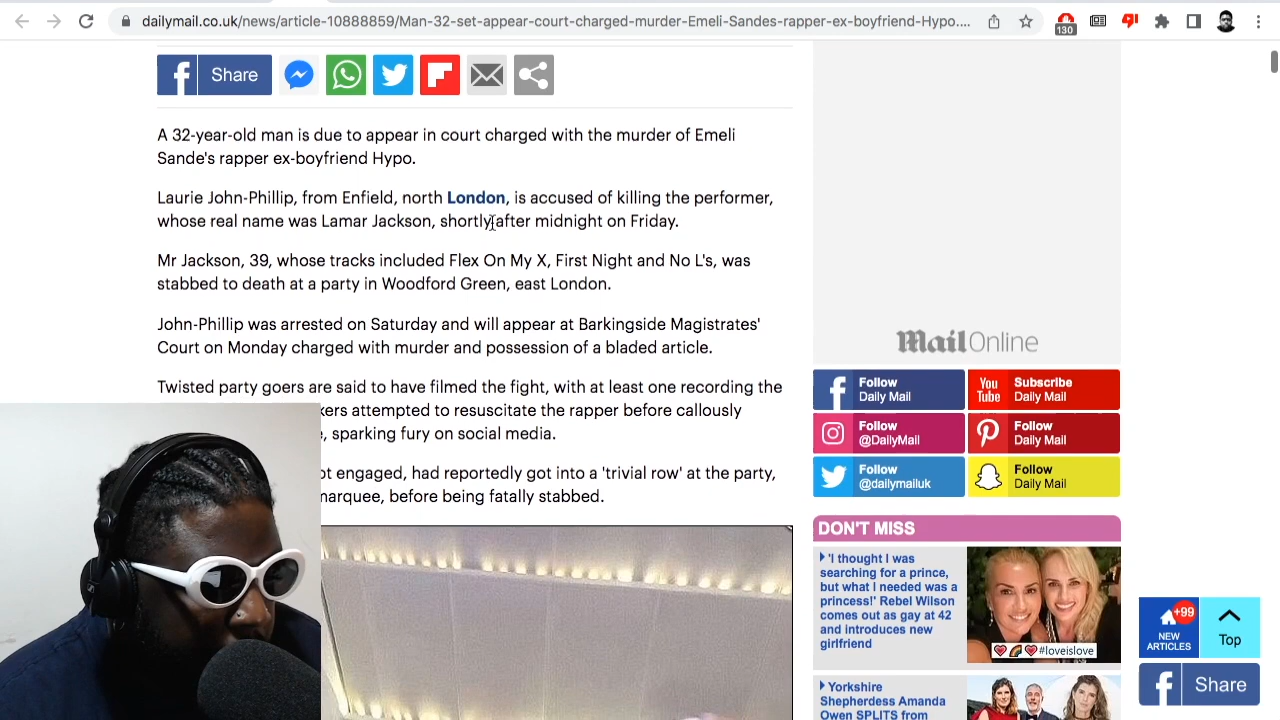 dailymail.co.uk/news/article-10888859/Man-32-set-appear-court-charged-murder-Emeli-Sandes-rapper-ex-boyfriend-Hypo....
130
Share
A 32-year-old man is due to appear in court charged with the murder of Emeli
Sande's rapper ex-boyfriend Hypo.
Laurie John-Phillip, from Enfield, north London, is accused of killing the performer,
whose real name was Lamar Jackson, shortly after midnight on Friday.
Mr Jackson, 39, whose tracks included Flex On My X, First Night and No L's, was
stabbed to death at a party in Woodford Green, east London.
John-Phillip was arrested on Saturday and will appear at Barkingside Magistrates'
Court on Monday charged with murder and possession of a bladed article.
Twisted party goers are said to have filmed the fight, with at least one recording the
attempted to resuscitate the rapper before callously
, sparking fury on social media.
engaged, had reportedly got into a 'trivial row' at the party,
marquee, before being fatally stabbed.
Mail Online
Follow
Daily Mail
You
Tube
Subscribe
Daily Mail
Follow
@DailyMail
Follow
Daily Mail
Follow
@dailymailuk
Follow
Daily Mail
DON'T MISS
'I thought I was
searching for a prince,
but what I needed was a
princess!' Rebel Wilson
comes out as gay at 42
and introduces new
girlfriend
#loveislove
Yorkshire
Shepherdess Amanda
Owen SPLITS from
+99
NEW
ARTICLES
Top
Share